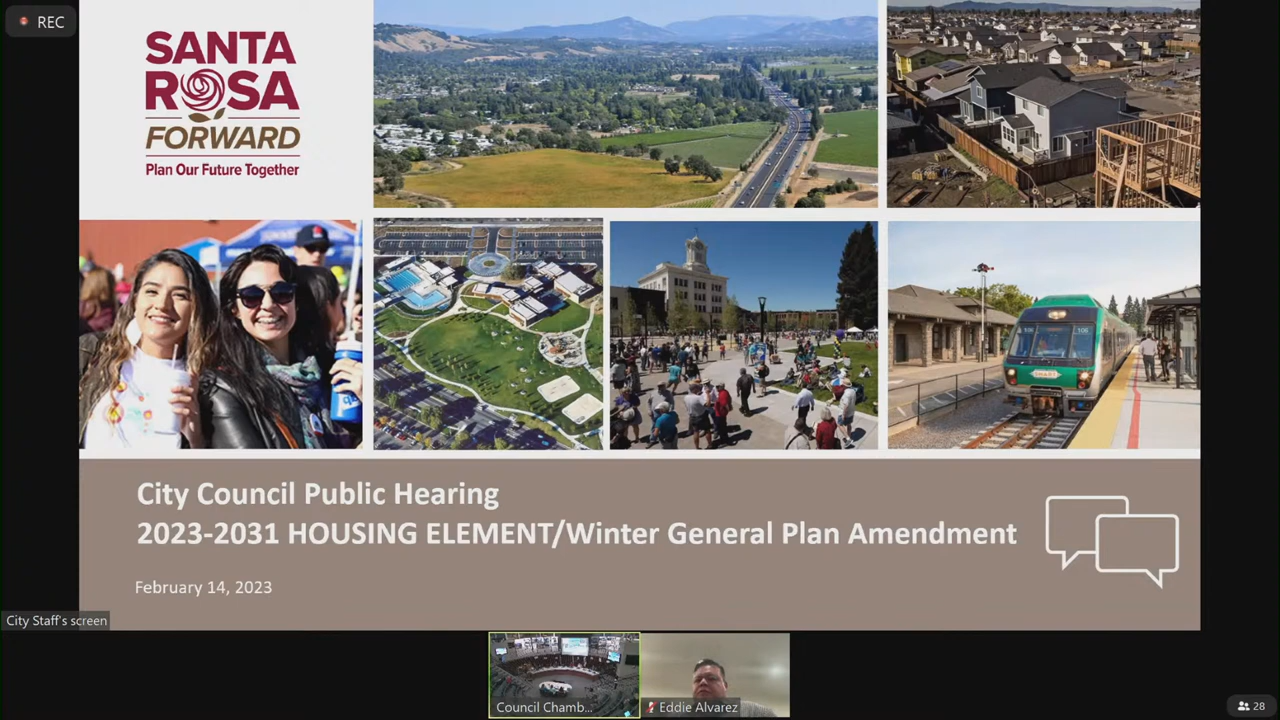 REC
SANTA
ROSA
FORWARD
Plan Our Future Together
SMART
City Council Public Hearing
2023-2031 HOUSING ELEMENT/Winter General Plan Amendment
February 14, 2023
City Staff's screen
Council Chamb...
Eddie Alvarez
28